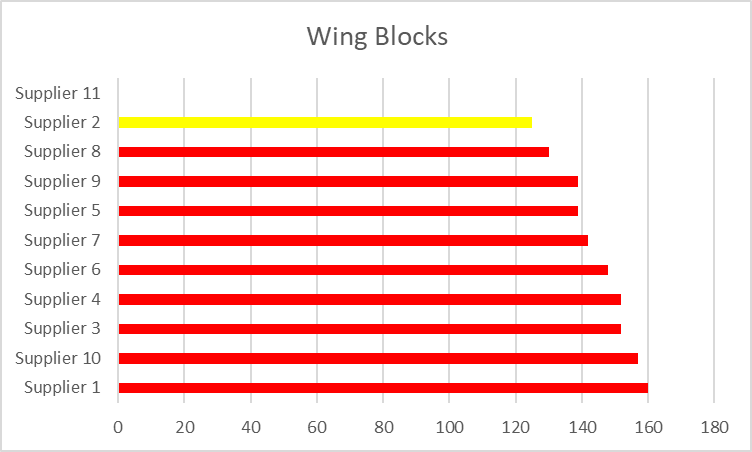 Wing Blocks
Supplier 11
Supplier 2
Supplier 8
Supplier 9
Supplier 5
Supplier 7
Supplier 6
Supplier 4
Supplier 3
Supplier 10
Supplier 1
0 20 40 60 80 100 120 140 160 180